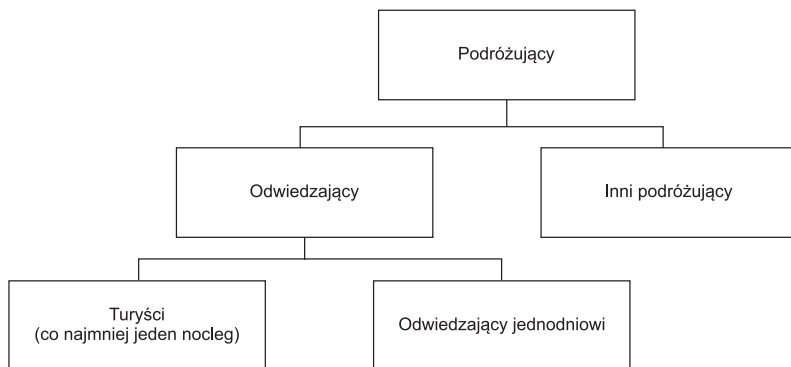 Podróżujący
Odwiedzający
Inni podróżujący
Turyści
(co najmniej jeden nocleg)
Odwiedzający jednodniowi